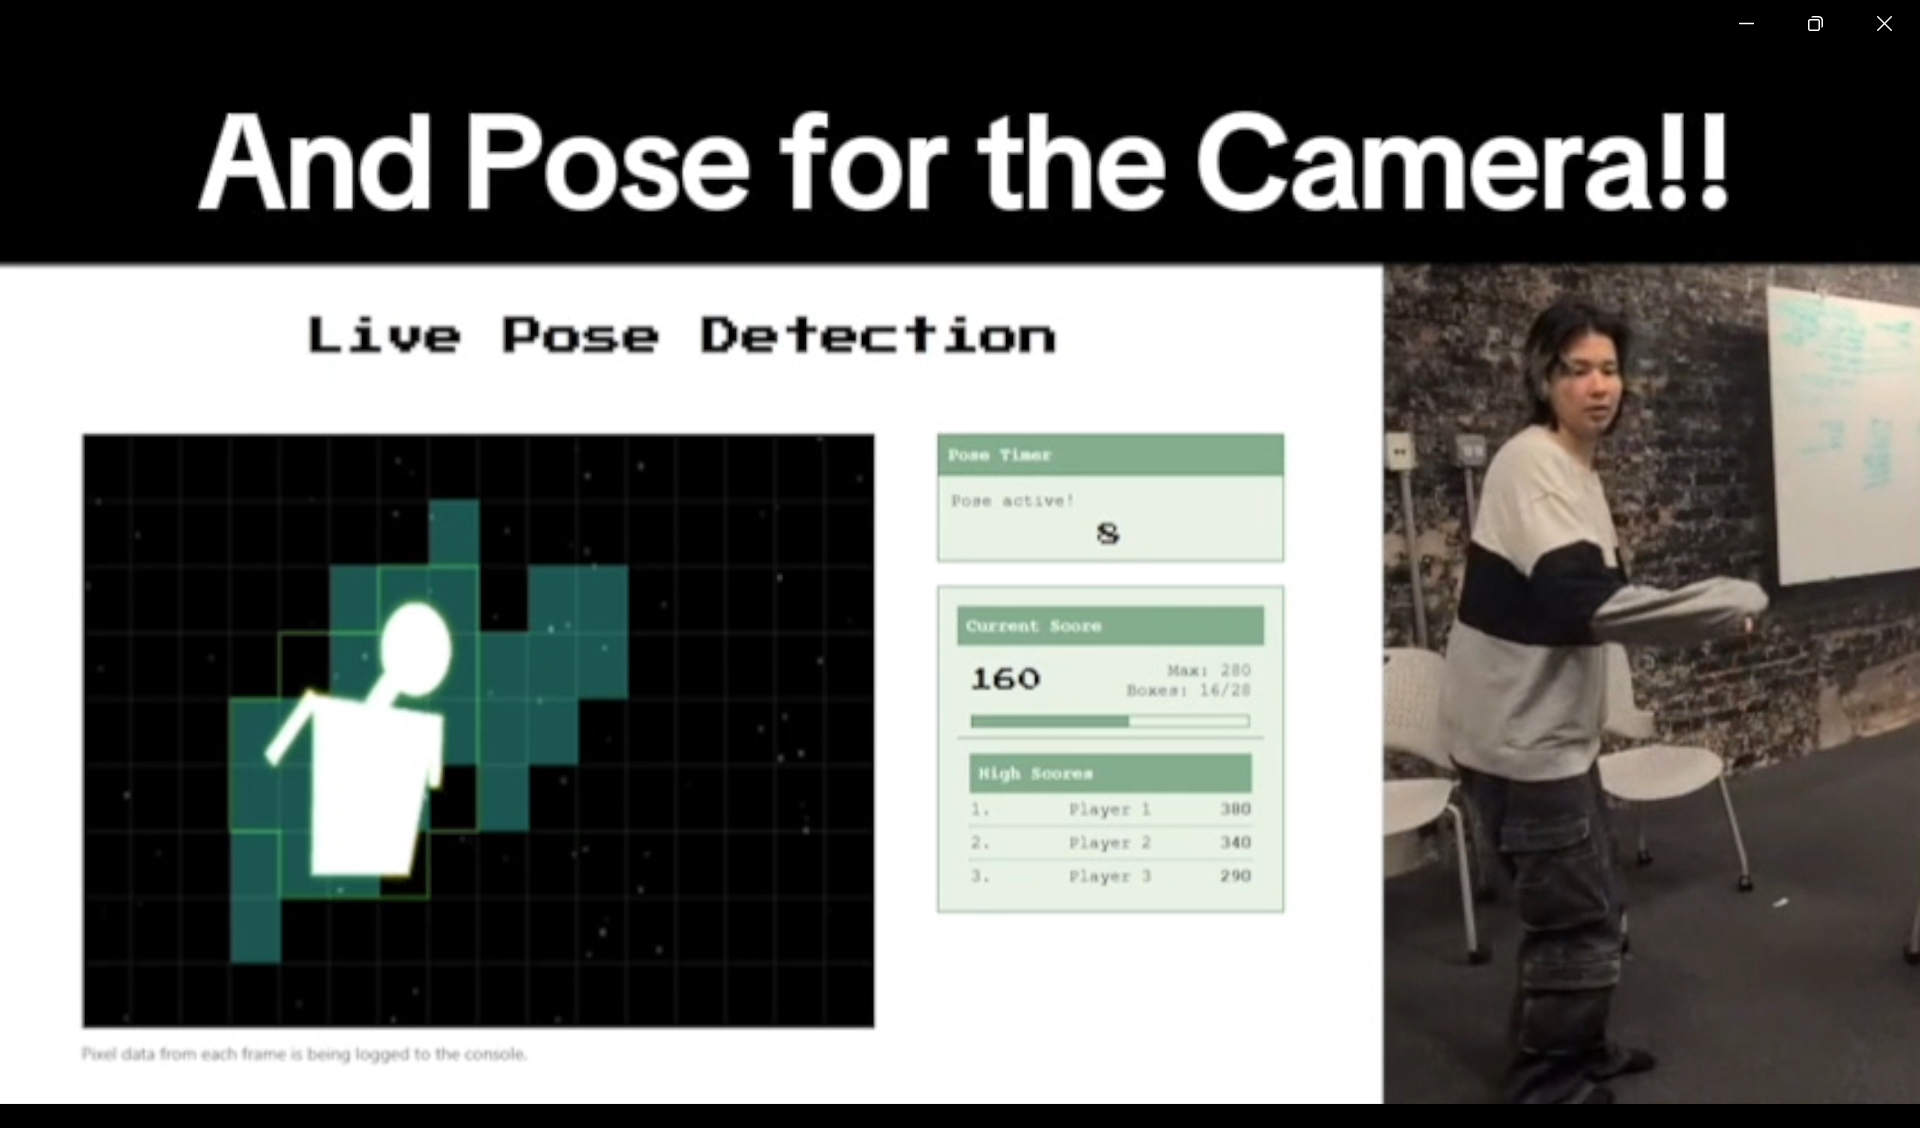 And Pose for the Camera!!
Live Pose Detection
Pose Timer
Pose active!
8
Current Score
160
Max: 280
Boxes: 16/28
High Scores
1. Player 1 380
2. Player 2 340
3. Player 3 290
Pixel data from each frame is being logged to the console.